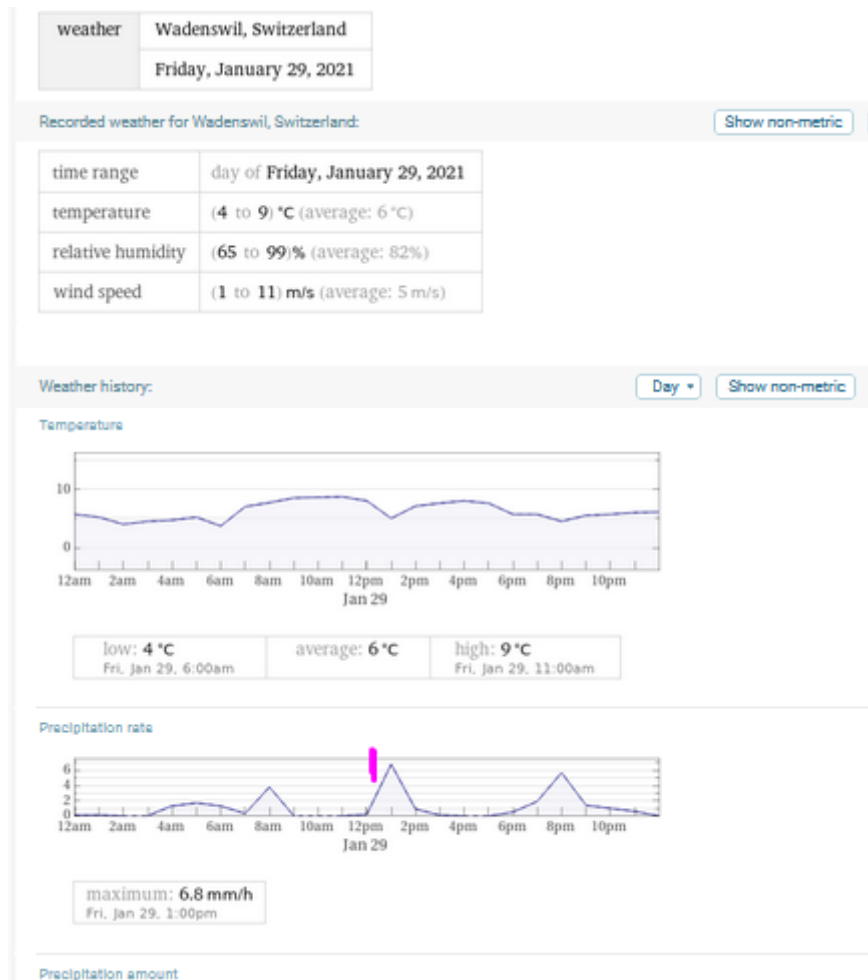 weather Wadenswil, Switzerland
Friday, January 29, 2021
Recorded weather for Wadenswil, Switzerland: Show non-metric
time range day of Friday, January 29, 2021
temperature (4 to 9) °C (average: 6 °C)
relative humidity (65 to 99)% (average: 82%)
wind speed (1 to 11) m/s (average: 5 m/s)
Weather history: Day Show non-metric
Temperature
10
0
12am 2am 4am 6am 8am 10am 12pm 2pm 4pm 6pm 8pm 10pm
Jan 29
low: 4 °C average: 6 °C high: 9 °C
Fri, Jan 29, 6:00am Fri, Jan 29, 11:00am
Precipitation rate
6
4
2
0
12am 2am 4am 6am 8am 10am 12pm 2pm 4pm 6pm 8pm 10pm
Jan 29
maximum: 6.8 mm/h
Fri, Jan 29, 1:00pm
Precipitation amount